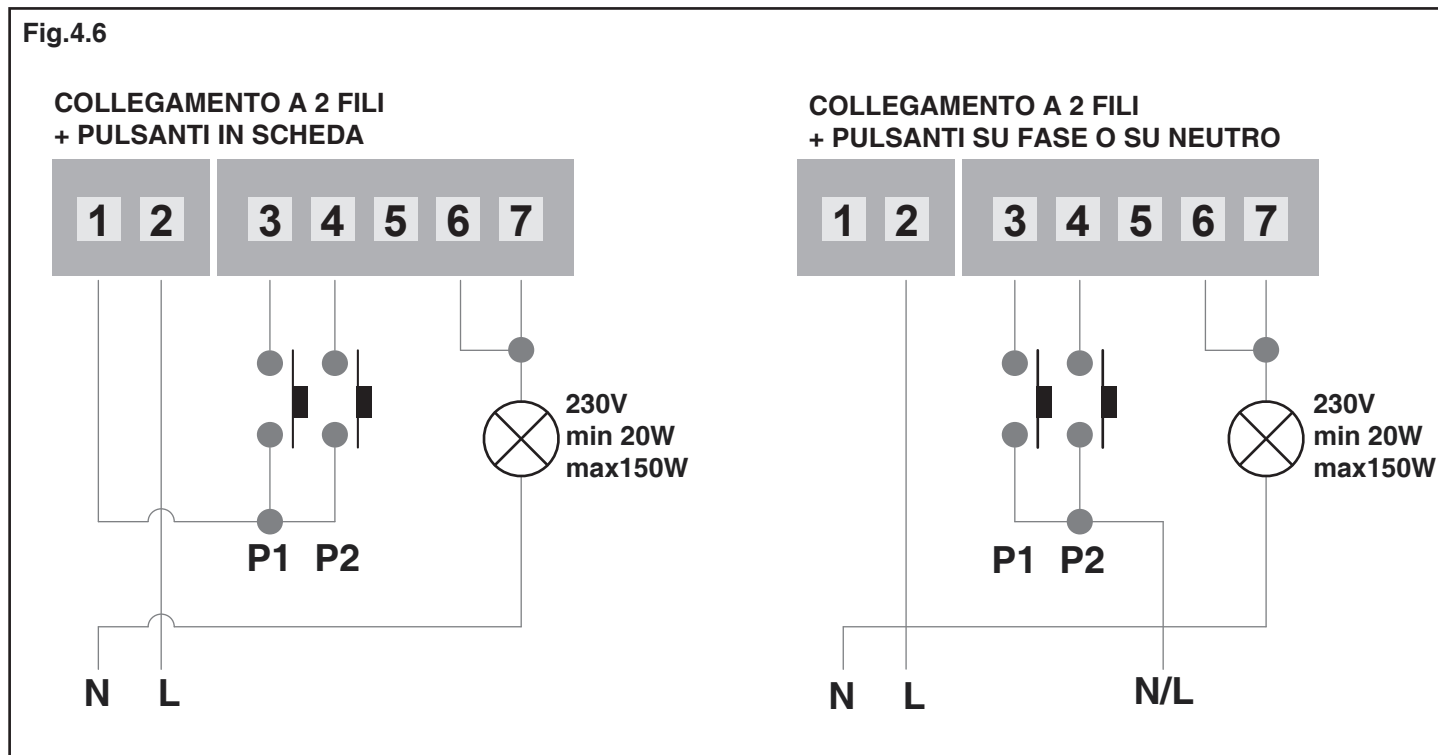 Fig.4.6
COLLEGAMENTO A 2 FILI
+ PULSANTI IN SCHEDA
1 2 3 4 5 6 7
230V
min 20W
max150W
P1 P2
N L
COLLEGAMENTO A 2 FILI
+ PULSANTI SU FASE O SU NEUTRO
1 2 3 4 5 6 7
230V
min 20W
max150W
P1 P2
N L N/L